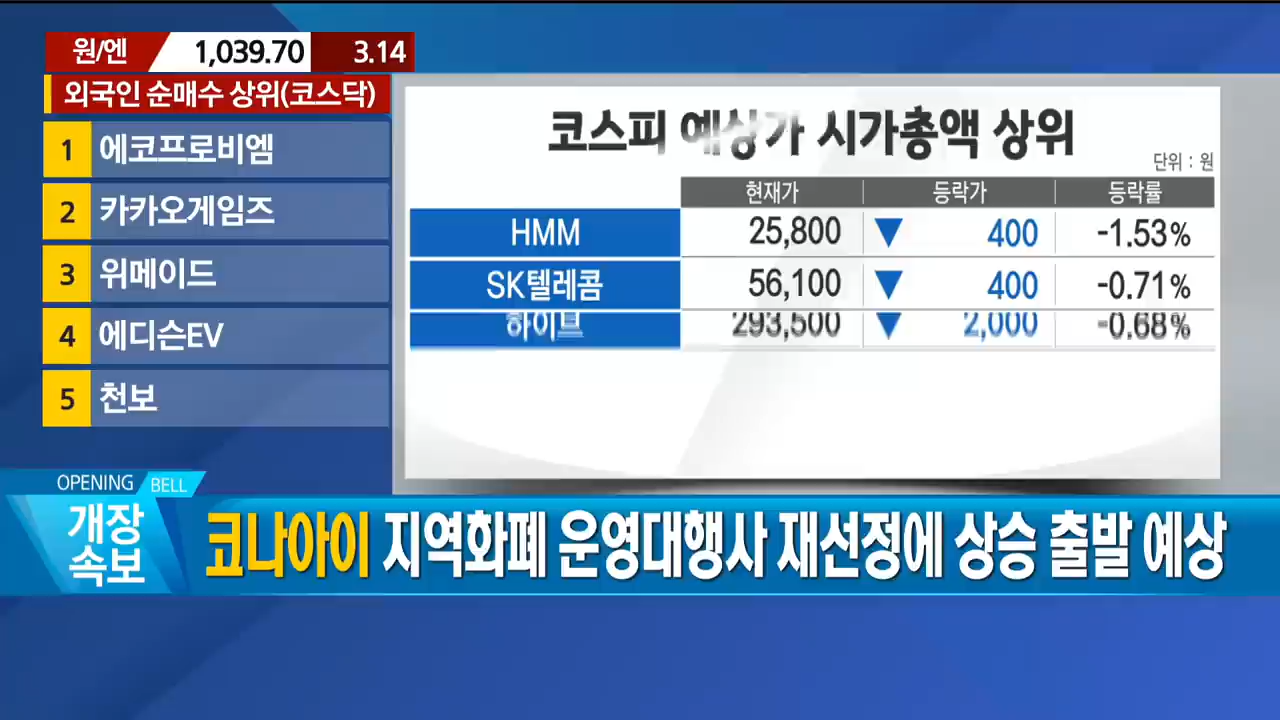 원/엔 1,039.70 3.14
외국인 순매수 상위(코스닥)
1 에코프로비엠
2 카카오게임즈
3 위메이드
4 에디슨EV
5 천보
코스피 예상가 시가총액 상위
단위 : 원
현재가 등락가 등락률
HMM 25,800 ▼ 400 -1.53%
SK텔레콤 56,100 ▼ 400 -0.71%
하이브 293,500 ▼ 2,000 -0.68%
OPENING BELL
개장
속보
코나아이 지역화폐 운영대행사 재선정에 상승 출발 예상